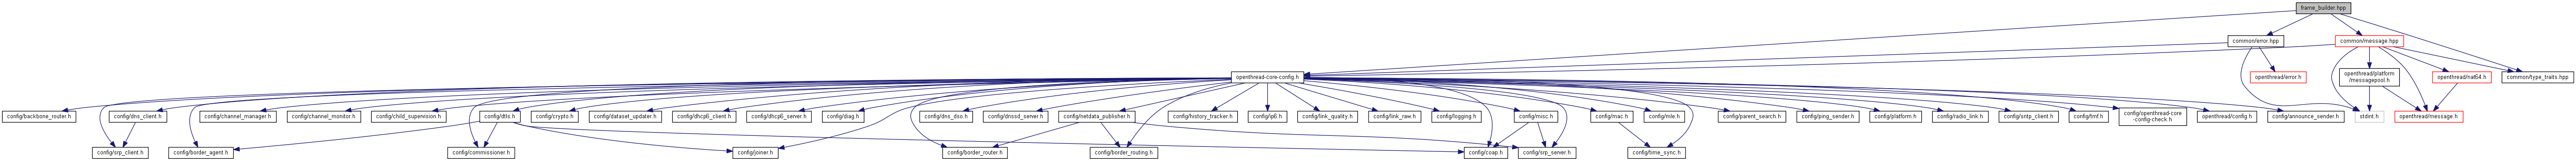 frame_builder.hpp
common/error.hpp
common/message.hpp
openthread-core-config.h
openthread/error.h
openthread/platform
/messagepool.h
openthread/nat64.h
common/type_traits.hpp
config/backbone_router.h
config/dns_client.h
config/channel_manager.h
config/channel_monitor.h
config/child_supervision.h
config/dtls.h
config/crypto.h
config/dataset_updater.h
config/dhcp6_client.h
config/dhcp6_server.h
config/diag.h
config/dns_dso.h
config/dnssd_server.h
config/netdata_publisher.h
config/history_tracker.h
config/ip6.h
config/link_quality.h
config/link_raw.h
config/logging.h
config/misc.h
config/mac.h
config/mle.h
config/parent_search.h
config/ping_sender.h
config/platform.h
config/radio_link.h
config/sntp_client.h
config/tmf.h
config/openthread-core
-config-check.h
openthread/config.h
config/announce_sender.h
stdint.h
openthread/message.h
config/srp_client.h
config/border_agent.h
config/commissioner.h
config/joiner.h
config/border_router.h
config/border_routing.h
config/coap.h
config/srp_server.h
config/time_sync.h